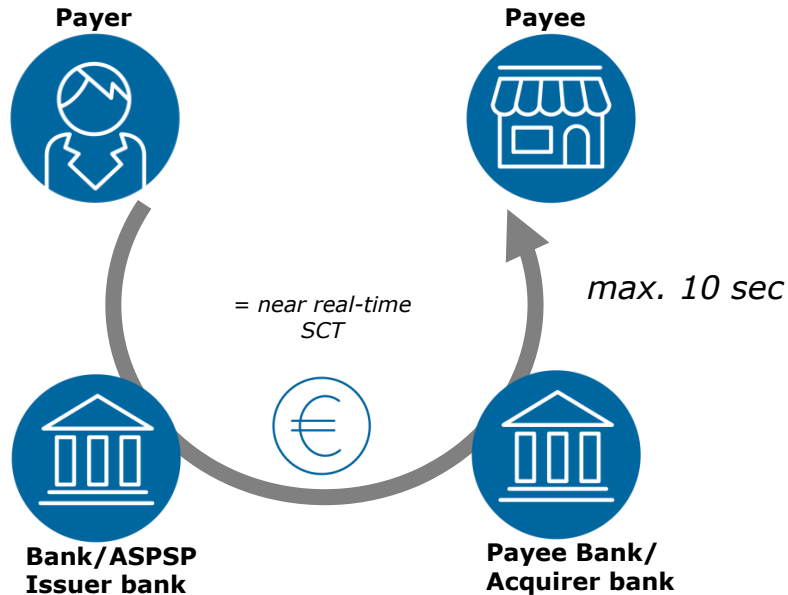 Payer
Payee
= near real-time
SCT
max. 10 sec
€
Bank/ASPSP
Issuer bank
Payee Bank/
Acquirer bank